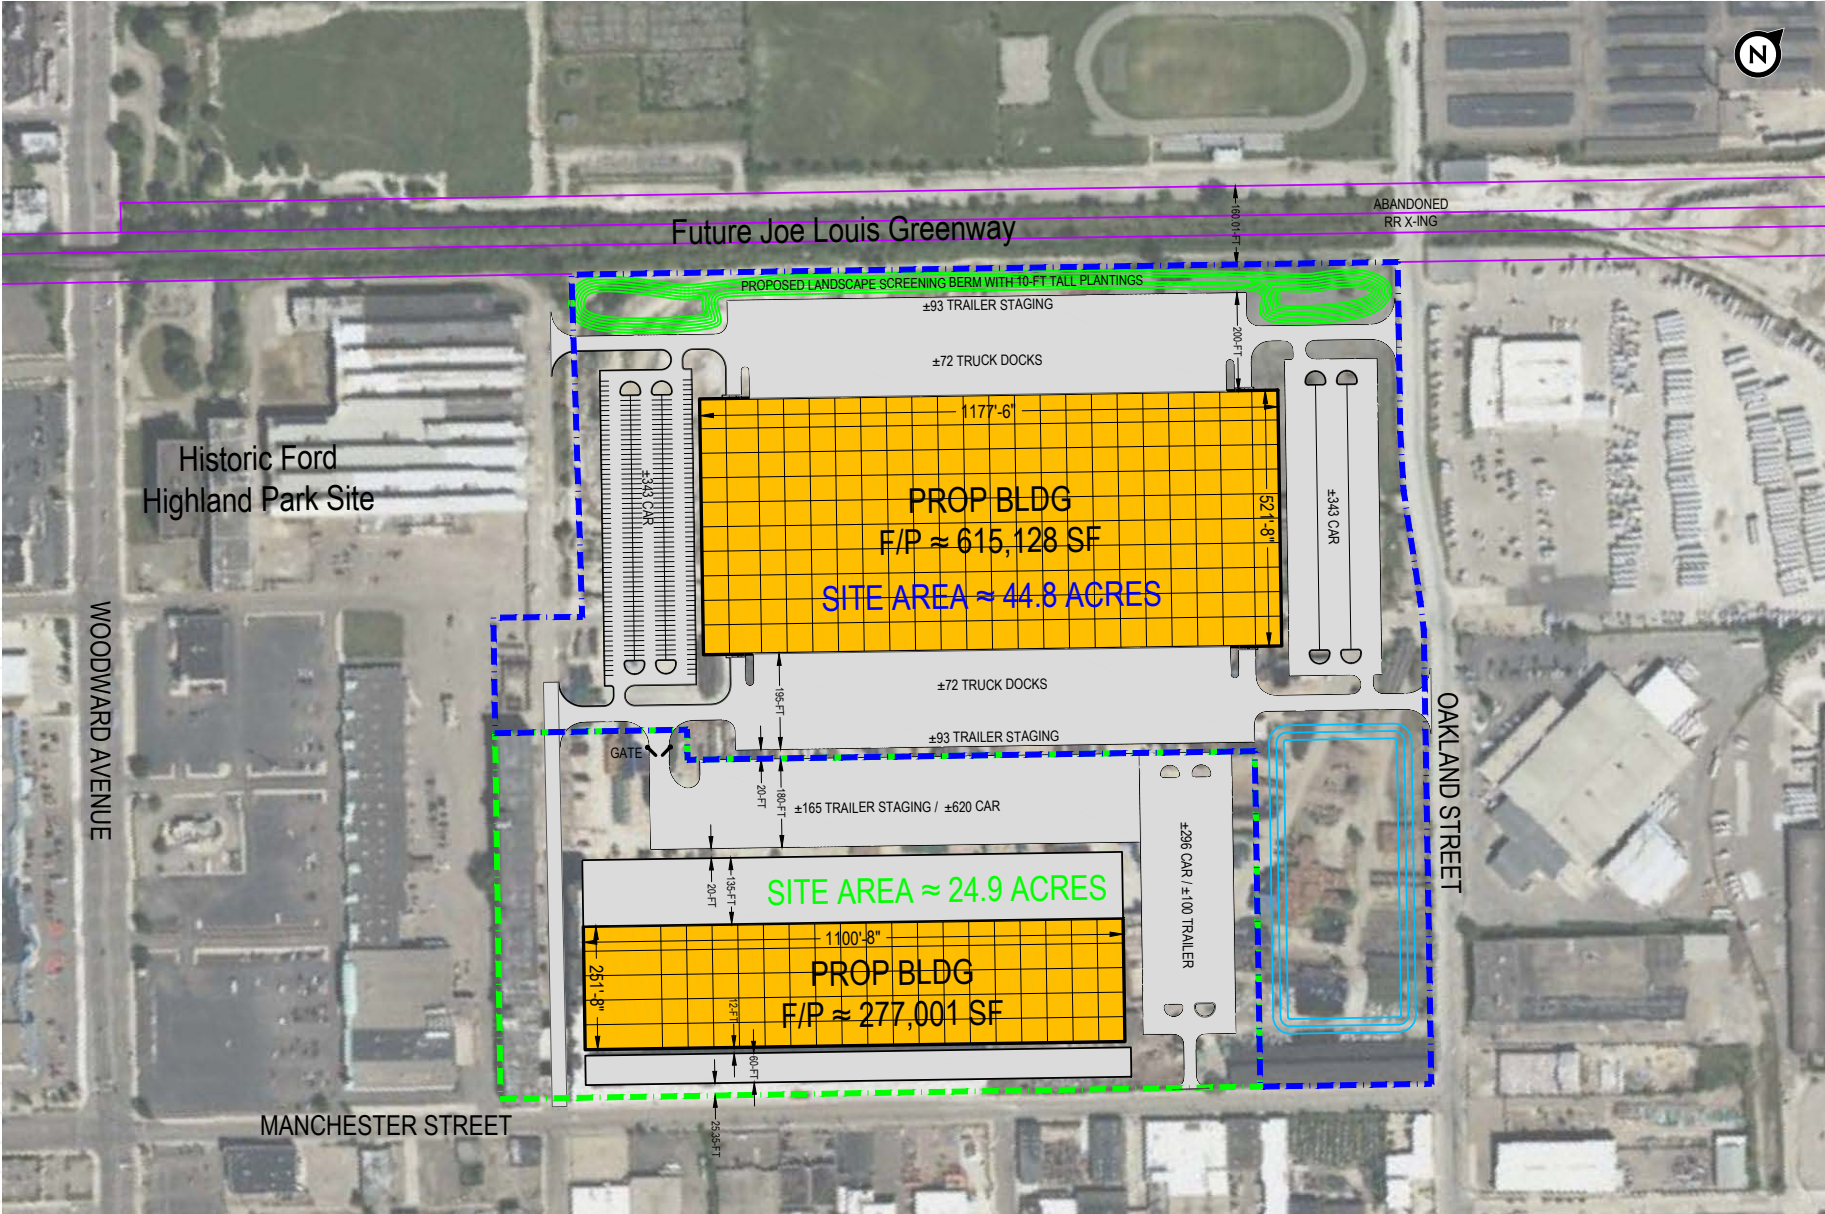 N
ABANDONED
RR X-ING
160.01-FT
Future Joe Louis Greenway
PROPOSED LANDSCAPE SCREENING BERM WITH 10-FT TALL PLANTINGS
±93 TRAILER STAGING
200-FT
±72 TRUCK DOCKS
1177'-6"
Historic Ford
Highland Park Site
±343 CAR
PROP BLDG
F/P ≈ 615,128 SF
SITE AREA ≈ 44.8 ACRES
521'-8"
±343 CAR
WOODWARD AVENUE
±72 TRUCK DOCKS
195-FT
±93 TRAILER STAGING
GATE
OAKLAND STREET
20-FT
180-FT
±165 TRAILER STAGING / ±620 CAR
±296 CAR / ±100 TRAILER
20-FT
135-FT
SITE AREA ≈ 24.9 ACRES
1100'-8"
251'-8"
PROP BLDG
F/P ≈ 277,001 SF
12-FT
60-FT
MANCHESTER STREET
25.35-FT